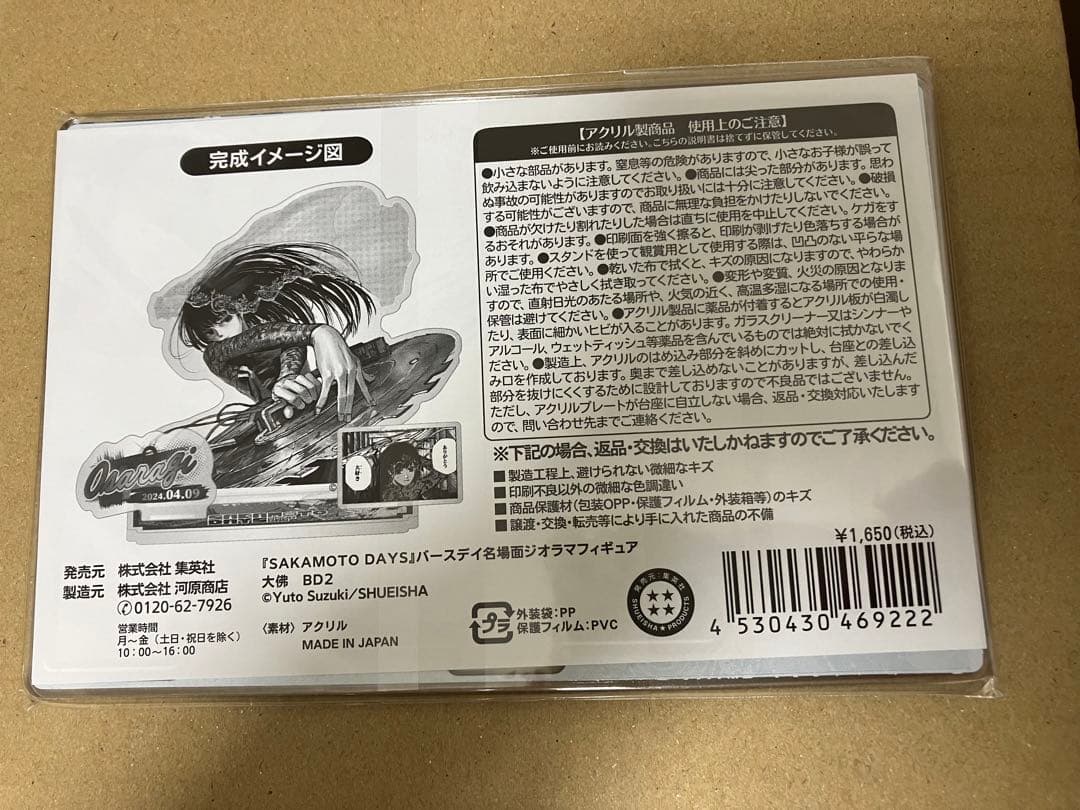 完成イメージ図
Osaragi
2024.04.09
ありがとう
大好き
【アクリル製商品 使用上のご注意】
※ご使用前にお読みください。こちらの説明書は捨てずに保管してください。
●小さな部品があります。窒息等の危険がありますので、小さなお子様が誤って
飲み込まないように注意してください。●商品には尖った部分があります。思わ
ぬ事故の可能性がありますのでお取り扱いには十分に注意してください。●破損
する可能性がございますので、商品に無理な負担をかけたりしないでください。
●商品が欠けたり割れたりした場合は直ちに使用を中止してください。ケガをす
るおそれがあります。●印刷面を強く擦ると、印刷が剥げたり色落ちする場合が
あります。●スタンドを使って観賞用として使用する際は、凹凸のない平らな場
所でご使用ください。●乾いた布で拭くと、キズの原因になりますので、やわらか
い湿った布でやさしく拭き取ってください。●変形や変質、火災の原因となりま
すので、直射日光のあたる場所や、火気の近く、高温多湿になる場所での使用・
保管は避けてください。●アクリル製品に薬品が付着するとアクリル板が白濁し
たり、表面に細かいヒビが入ることがあります。ガラスクリーナー又はシンナーや
アルコール、ウェットティッシュ等薬品を含んでいるものでは絶対に拭かないでく
ださい。●製造上、アクリルのはめ込み部分を斜めにカットし、台座との差し込
み口を作成しております。奥まで差し込めないことがありますが、差し込んだ
部分を抜けにくくするために設計しておりますので不良品ではございません。
ただし、アクリルプレートが台座に自立しない場合、返品・交換対応いたします
ので、問い合わせ先までご連絡ください。
※下記の場合、返品・交換はいたしかねますのでご了承ください。
■製造工程上、避けられない微細なキズ
■印刷不良以外の微細な色調違い
■商品保護材(包装OPP・保護フィルム・外装箱等)のキズ
■譲渡・交換・転売等により手に入れた商品の不備
¥1,650(税込)
発売元 株式会社 集英社
製造元 株式会社 河原商店
0120-62-7926
営業時間
月〜金(土日・祝日を除く)
10:00〜16:00
『SAKAMOTO DAYS』バースデイ名場面ジオラマフィギュア
大佛 BD2
©Yuto Suzuki/SHUEISHA
〈素材〉アクリル
MADE IN JAPAN
プラ
外装袋:PP
保護フィルム:PVC
発売元:集英社
SHUEISHA★PRODUCTS
4 530430 469222